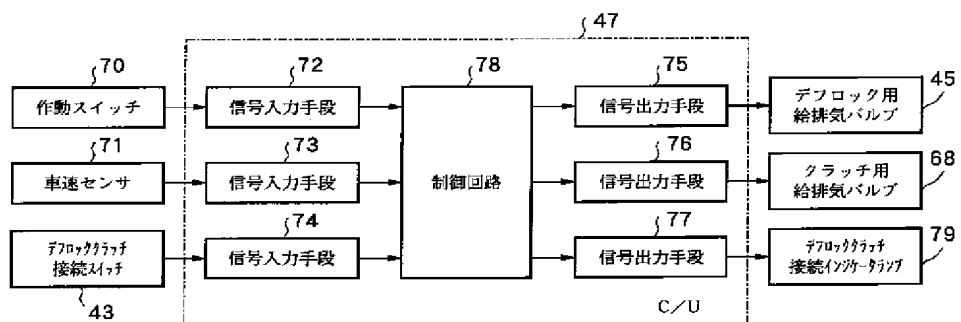 47
70
72
78
75
45
作動スイッチ
信号入力手段
信号出力手段
デフロック用
給排気バルブ
71
73
76
68
車速センサ
信号入力手段
制御回路
信号出力手段
クラッチ用
給排気バルブ
74
77
79
デフロッククラッチ
接続スイッチ
信号入力手段
信号出力手段
デフロッククラッチ
接続インジケータランプ
43
C/U